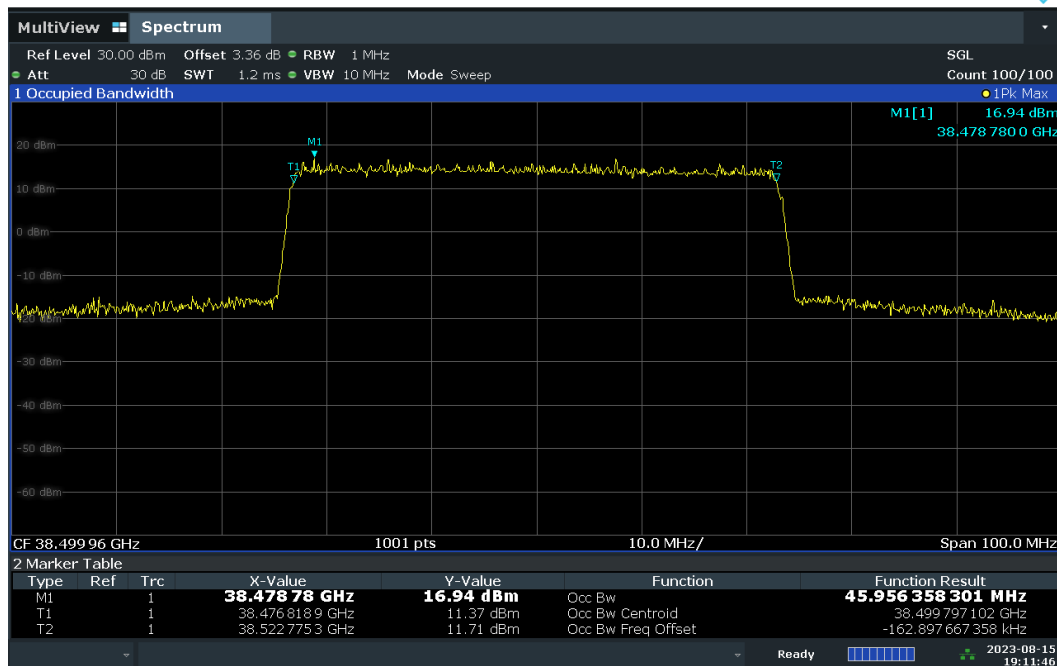 MultiView Spectrum
Ref Level 30.00 dBm Offset 3.36 dB RBW 1 MHz SGL
Att 30 dB SWT 1.2 ms VBW 10 MHz Mode Sweep Count 100/100
1 Occupied Bandwidth 1Pk Max
M1[1] 16.94 dBm
38.478 780 0 GHz
M1
20 dBm
T1 T2
10 dBm
0 dBm
-10 dBm
-20 dBm
-30 dBm
-40 dBm
-50 dBm
-60 dBm
CF 38.499 96 GHz 1001 pts 10.0 MHz/ Span 100.0 MHz
2 Marker Table
Type Ref Trc X-Value Y-Value Function Function Result
M1 1 38.478 78 GHz 16.94 dBm Occ Bw 45.956 358 301 MHz
T1 1 38.476 818 9 GHz 11.37 dBm Occ Bw Centroid 38.499 797 102 GHz
T2 1 38.522 775 3 GHz 11.71 dBm Occ Bw Freq Offset -162.897 667 358 kHz
Ready 2023-08-15
19:11:46